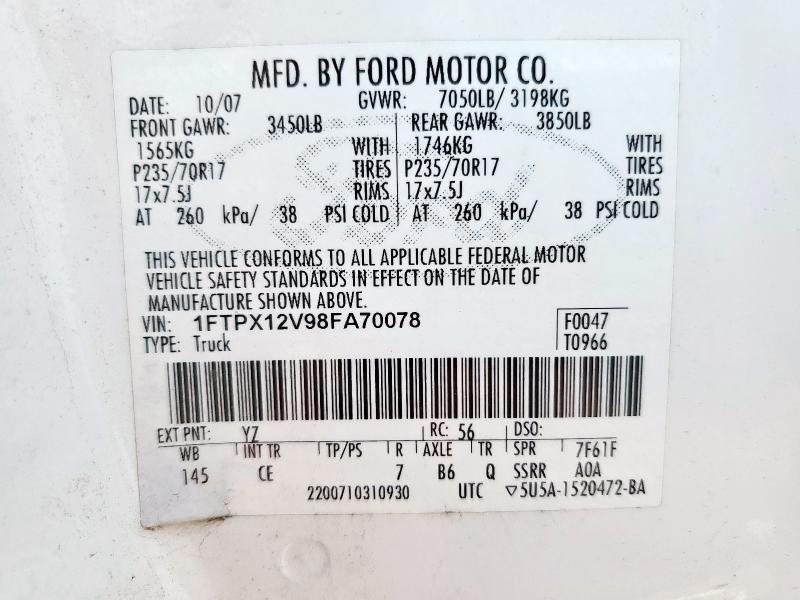 MFD. BY FORD MOTOR CO.
DATE: 10/07 GVWR: 7050LB/ 3198KG
FRONT GAWR: 3450LB REAR GAWR: 3850LB
1565KG WITH 1746KG WITH
P235/70R17 TIRES P235/70R17 TIRES
17x7.5J RIMS 17x7.5J RIMS
AT 260 kPa/ 38 PSI COLD AT 260 kPa/ 38 PSI COLD
THIS VEHICLE CONFORMS TO ALL APPLICABLE FEDERAL MOTOR
VEHICLE SAFETY STANDARDS IN EFFECT ON THE DATE OF
MANUFACTURE SHOWN ABOVE.
VIN: 1FTPX12V98FA70078 F0047
TYPE: Truck T0966
EXT PNT: YZ RC: 56 DSO:
WB INT TR TP/PS R AXLE TR SPR 7F61F
145 CE 7 B6 Q SSRR A0A
2200710310930 UTC ▽5U5A-1520472-BA